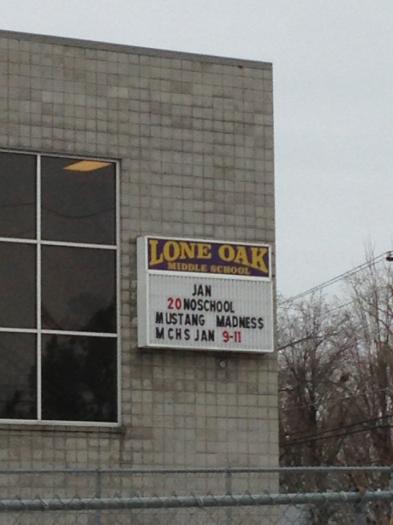 LONE OAK
MIDDLE SCHOOL
JAN
20 NOSCHOOL
MUSTANG MADNESS
MCHS JAN 9-11